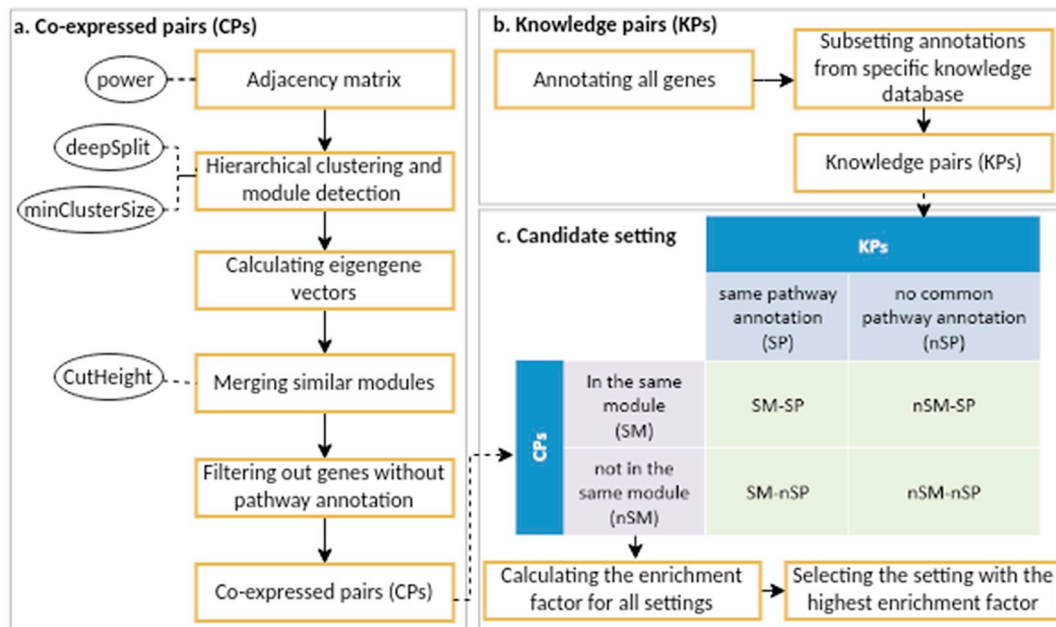 a. Co-expressed pairs (CPs)
power
Adjacency matrix
deepSplit
minClusterSize
Hierarchical clustering and
module detection
Calculating eigengene
vectors
CutHeight
Merging similar modules
Filtering out genes without
pathway annotation
Co-expressed pairs (CPs)
b. Knowledge pairs (KPs)
Annotating all genes
Subsetting annotations
from specific knowledge
database
Knowledge pairs (KPs)
c. Candidate setting
KPs
same pathway
annotation
(SP)
no common
pathway annotation
(nSP)
CPs
In the same
module
(SM)
SM-SP
nSM-SP
not in the
same module
(nSM)
SM-nSP
nSM-nSP
Calculating the enrichment
factor for all settings
Selecting the setting with the
highest enrichment factor